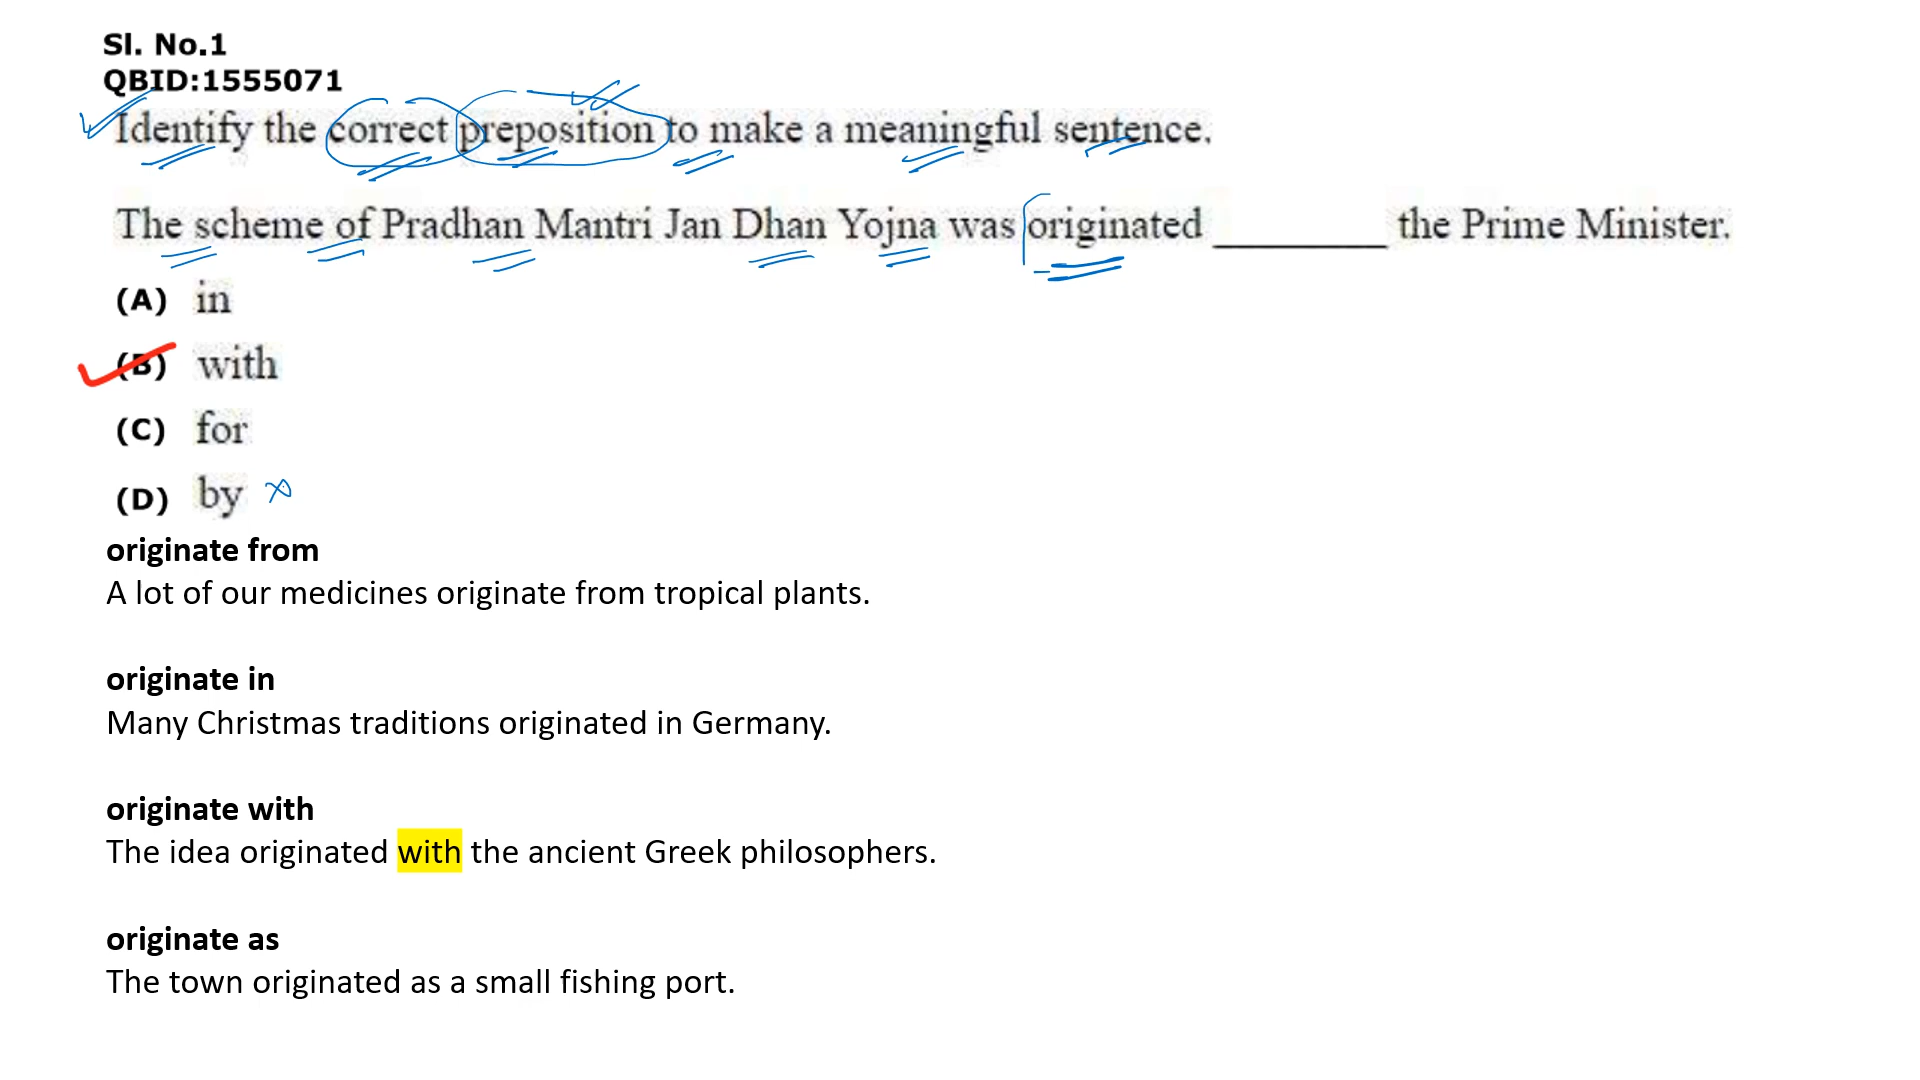 Sl. No.1
QBID:1555071
Identify the correct preposition to make a meaningful sentence.
The scheme of Pradhan Mantri Jan Dhan Yojna was originated ________ the Prime Minister.
(A) in
(B) with
(C) for
(D) by
originate from
A lot of our medicines originate from tropical plants.
originate in
Many Christmas traditions originated in Germany.
originate with
The idea originated with the ancient Greek philosophers.
originate as
The town originated as a small fishing port.